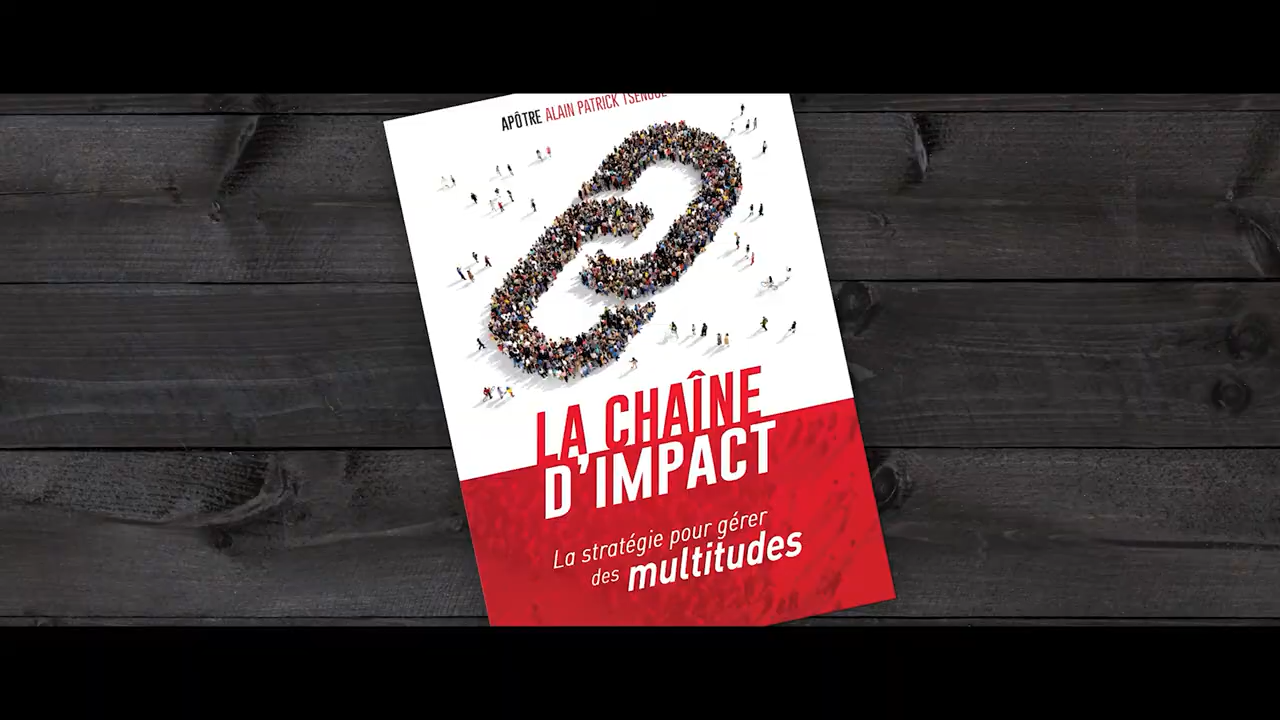 APÔTRE ALAIN PATRICK
LA CHAÎNE
D'IMPACT
La stratégie pour gérer
des multitudes